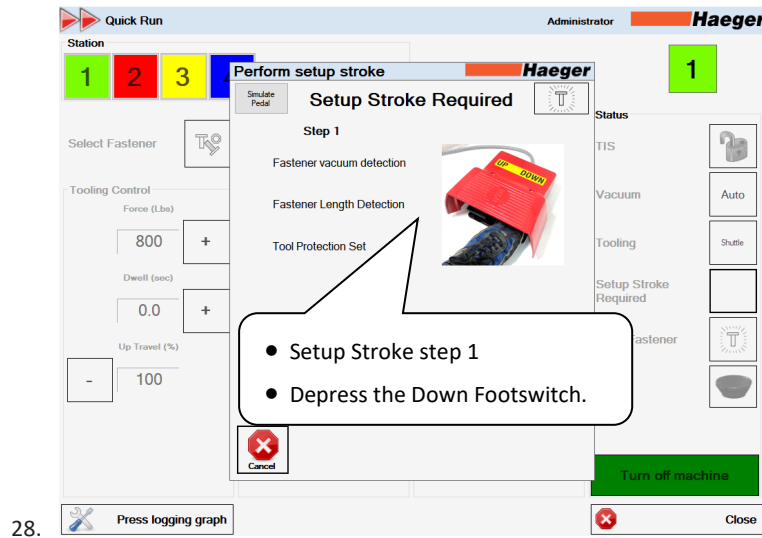 Quick Run
Administrator
Haeger
Station
1
2
3
Perform setup stroke
Haeger
Simulate
Pedal
Setup Stroke Required
T
1
Step 1
Fastener vacuum detection
Fastener Length Detection
Tool Protection Set
UP
DOWN
Select Fastener
Tooling Control
Force (Lbs)
800
+
Dwell (sec)
0.0
+
Up Travel (%)
-
100
Status
TIS
Vacuum
Auto
Tooling
Shuttle
Setup Stroke
Required
Fastener
T
• Setup Stroke step 1
• Depress the Down Footswitch.
Cancel
Turn off machine
28.
Press logging graph
Close